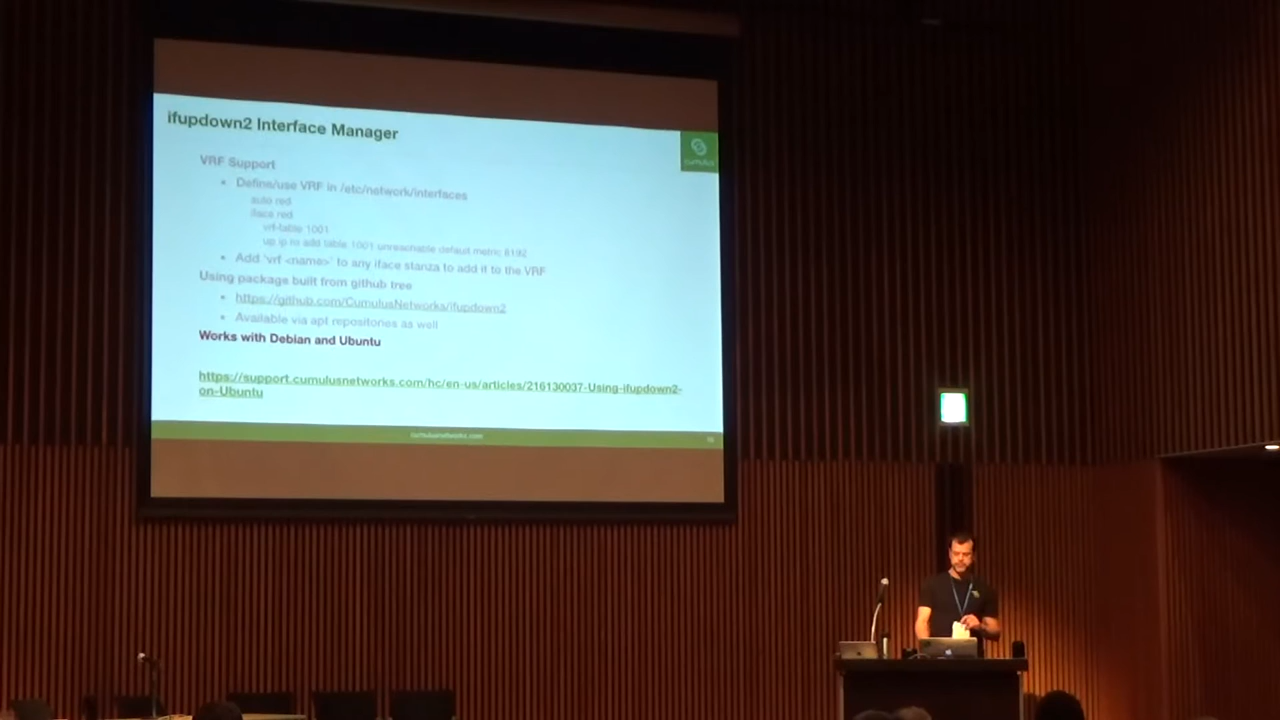 ifupdown2 Interface Manager
CUMULUS
VRF Support
• Define/use VRF in /etc/network/interfaces
auto red
iface red
vrf-table 1001
up ip ro add table 1001 unreachable default metric 8192
• Add 'vrf <name>' to any iface stanza to add it to the VRF
Using package built from github tree
• https://github.com/CumulusNetworks/ifupdown2
• Available via apt repositories as well
Works with Debian and Ubuntu
https://support.cumulusnetworks.com/hc/en-us/articles/216130037-Using-ifupdown2-
on-Ubuntu
cumulusnetworks.com